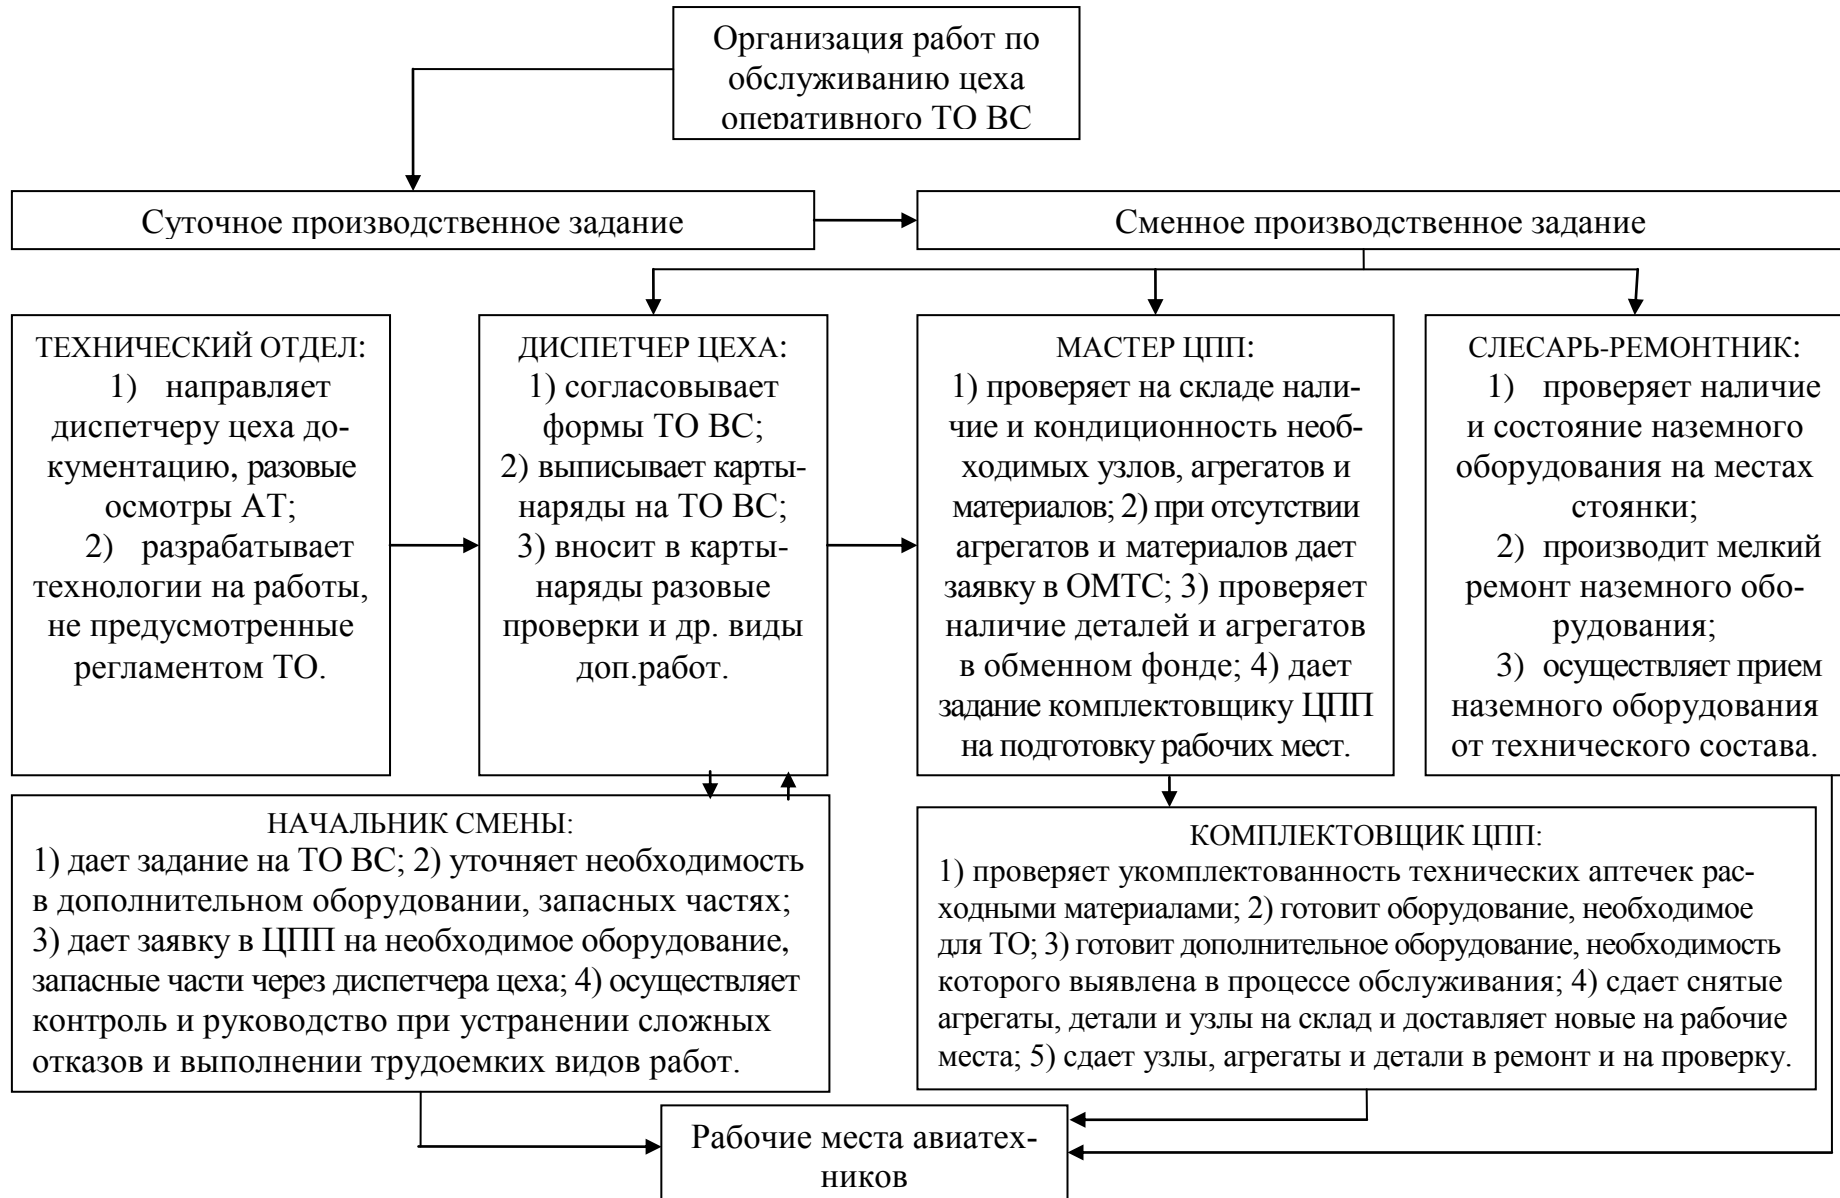 Организация работ по
обслуживанию цеха
оперативного ТО ВС
Суточное производственное задание
Сменное производственное задание
ТЕХНИЧЕСКИЙ ОТДЕЛ:
1) направляет
диспетчеру цеха до-
кументацию, разовые
осмотры АТ;
2) разрабатывает
технологии на работы,
не предусмотренные
регламентом ТО.
ДИСПЕТЧЕР ЦЕХА:
1) согласовывает
формы ТО ВС;
2) выписывает карты-
наряды на ТО ВС;
3) вносит в карты-
наряды разовые
проверки и др. виды
доп.работ.
МАСТЕР ЦПП:
1) проверяет на складе нали-
чие и кондиционность необ-
ходимых узлов, агрегатов и
материалов; 2) при отсутствии
агрегатов и материалов дает
заявку в ОМТС; 3) проверяет
наличие деталей и агрегатов
в обменном фонде; 4) дает
задание комплектовщику ЦПП
на подготовку рабочих мест.
СЛЕСАРЬ-РЕМОНТНИК:
1) проверяет наличие
и состояние наземного
оборудования на местах
стоянки;
2) производит мелкий
ремонт наземного обо-
рудования;
3) осуществляет прием
наземного оборудования
от технического состава.
НАЧАЛЬНИК СМЕНЫ:
1) дает задание на ТО ВС; 2) уточняет необходимость
в дополнительном оборудовании, запасных частях;
3) дает заявку в ЦПП на необходимое оборудование,
запасные части через диспетчера цеха; 4) осуществляет
контроль и руководство при устранении сложных
отказов и выполнении трудоемких видов работ.
КОМПЛЕКТОВЩИК ЦПП:
1) проверяет укомплектованность технических аптечек рас-
ходными материалами; 2) готовит оборудование, необходимое
для ТО; 3) готовит дополнительное оборудование, необходимость
которого выявлена в процессе обслуживания; 4) сдает снятые
агрегаты, детали и узлы на склад и доставляет новые на рабочие
места; 5) сдает узлы, агрегаты и детали в ремонт и на проверку.
Рабочие места авиатех-
ников